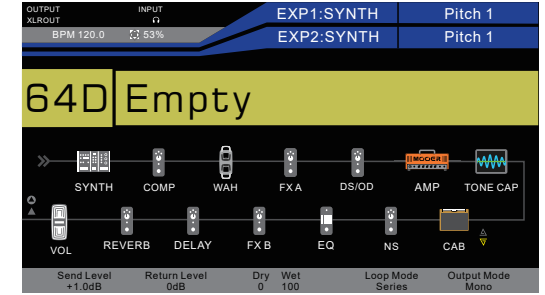 OUTPUT INPUT EXP1:SYNTH Pitch 1
XLROUT
BPM 120.0 53% EXP2:SYNTH Pitch 1
64D Empty
MOOER
SYNTH COMP WAH FX A DS/OD AMP TONE CAP
VOL REVERB DELAY FX B EQ NS CAB
Send Level Return Level Dry Wet Loop Mode Output Mode
+1.0dB 0dB 0 100 Series Mono